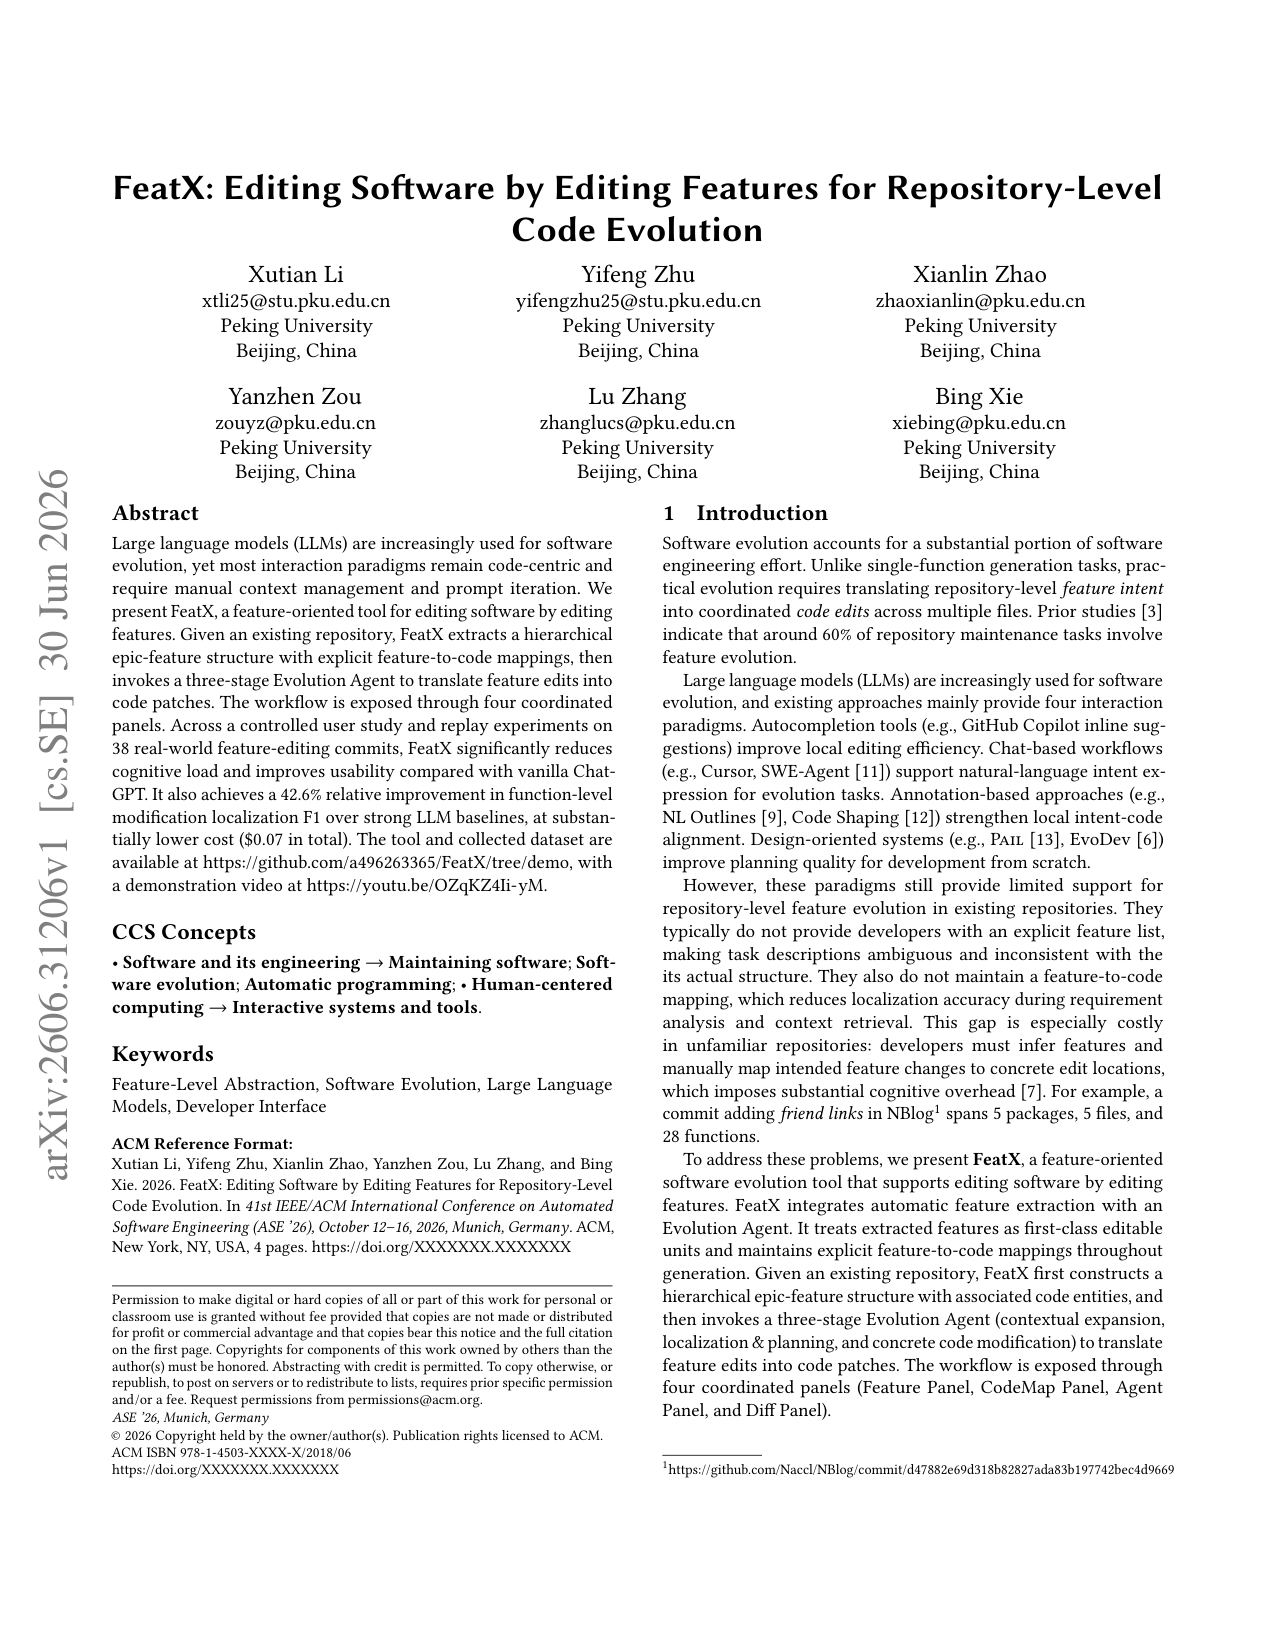 arXiv:2606.31206v1 [cs.SE] 30 Jun 2026
FeatX: Editing Software by Editing Features for Repository-Level
Code Evolution
Xutian Li
xtli25@stu.pku.edu.cn
Peking University
Beijing, China
Yifeng Zhu
yifengzhu25@stu.pku.edu.cn
Peking University
Beijing, China
Xianlin Zhao
zhaoxianlin@pku.edu.cn
Peking University
Beijing, China
Yanzhen Zou
zouyz@pku.edu.cn
Peking University
Beijing, China
Lu Zhang
zhanglucs@pku.edu.cn
Peking University
Beijing, China
Bing Xie
xiebing@pku.edu.cn
Peking University
Beijing, China
Abstract
Large language models (LLMs) are increasingly used for software
evolution, yet most interaction paradigms remain code-centric and
require manual context management and prompt iteration. We
present FeatX, a feature-oriented tool for editing software by editing
features. Given an existing repository, FeatX extracts a hierarchical
epic-feature structure with explicit feature-to-code mappings, then
invokes a three-stage Evolution Agent to translate feature edits into
code patches. The workflow is exposed through four coordinated
panels. Across a controlled user study and replay experiments on
38 real-world feature-editing commits, FeatX significantly reduces
cognitive load and improves usability compared with vanilla Chat-
GPT. It also achieves a 42.6% relative improvement in function-level
modification localization F1 over strong LLM baselines, at substan-
tially lower cost ($0.07 in total). The tool and collected dataset are
available at https://github.com/a496263365/FeatX/tree/demo, with
a demonstration video at https://youtu.be/OZqKZ4Ii-yM.
CCS Concepts
• Software and its engineering → Maintaining software; Soft-
ware evolution; Automatic programming; • Human-centered
computing → Interactive systems and tools.
Keywords
Feature-Level Abstraction, Software Evolution, Large Language
Models, Developer Interface
ACM Reference Format:
Xutian Li, Yifeng Zhu, Xianlin Zhao, Yanzhen Zou, Lu Zhang, and Bing
Xie. 2026. FeatX: Editing Software by Editing Features for Repository-Level
Code Evolution. In 41st IEEE/ACM International Conference on Automated
Software Engineering (ASE ’26), October 12–16, 2026, Munich, Germany. ACM,
New York, NY, USA, 4 pages. https://doi.org/XXXXXXX.XXXXXXX
Permission to make digital or hard copies of all or part of this work for personal or
classroom use is granted without fee provided that copies are not made or distributed
for profit or commercial advantage and that copies bear this notice and the full citation
on the first page. Copyrights for components of this work owned by others than the
author(s) must be honored. Abstracting with credit is permitted. To copy otherwise, or
republish, to post on servers or to redistribute to lists, requires prior specific permission
and/or a fee. Request permissions from permissions@acm.org.
ASE ’26, Munich, Germany
© 2026 Copyright held by the owner/author(s). Publication rights licensed to ACM.
ACM ISBN 978-1-4503-XXXX-X/2018/06
https://doi.org/XXXXXXX.XXXXXXX
1 Introduction
Software evolution accounts for a substantial portion of software
engineering effort. Unlike single-function generation tasks, prac-
tical evolution requires translating repository-level feature intent
into coordinated code edits across multiple files. Prior studies [3]
indicate that around 60% of repository maintenance tasks involve
feature evolution.
Large language models (LLMs) are increasingly used for software
evolution, and existing approaches mainly provide four interaction
paradigms. Autocompletion tools (e.g., GitHub Copilot inline sug-
gestions) improve local editing efficiency. Chat-based workflows
(e.g., Cursor, SWE-Agent [11]) support natural-language intent ex-
pression for evolution tasks. Annotation-based approaches (e.g.,
NL Outlines [9], Code Shaping [12]) strengthen local intent-code
alignment. Design-oriented systems (e.g., Pail [13], EvoDev [6])
improve planning quality for development from scratch.
However, these paradigms still provide limited support for
repository-level feature evolution in existing repositories. They
typically do not provide developers with an explicit feature list,
making task descriptions ambiguous and inconsistent with the
its actual structure. They also do not maintain a feature-to-code
mapping, which reduces localization accuracy during requirement
analysis and context retrieval. This gap is especially costly
in unfamiliar repositories: developers must infer features and
manually map intended feature changes to concrete edit locations,
which imposes substantial cognitive overhead [7]. For example, a
commit adding friend links in NBlog1 spans 5 packages, 5 files, and
28 functions.
To address these problems, we present FeatX, a feature-oriented
software evolution tool that supports editing software by editing
features. FeatX integrates automatic feature extraction with an
Evolution Agent. It treats extracted features as first-class editable
units and maintains explicit feature-to-code mappings throughout
generation. Given an existing repository, FeatX first constructs a
hierarchical epic-feature structure with associated code entities, and
then invokes a three-stage Evolution Agent (contextual expansion,
localization & planning, and concrete code modification) to translate
feature edits into code patches. The workflow is exposed through
four coordinated panels (Feature Panel, CodeMap Panel, Agent
Panel, and Diff Panel).
1https://github.com/Naccl/NBlog/commit/d47882e69d318b82827ada83b197742bec4d9669